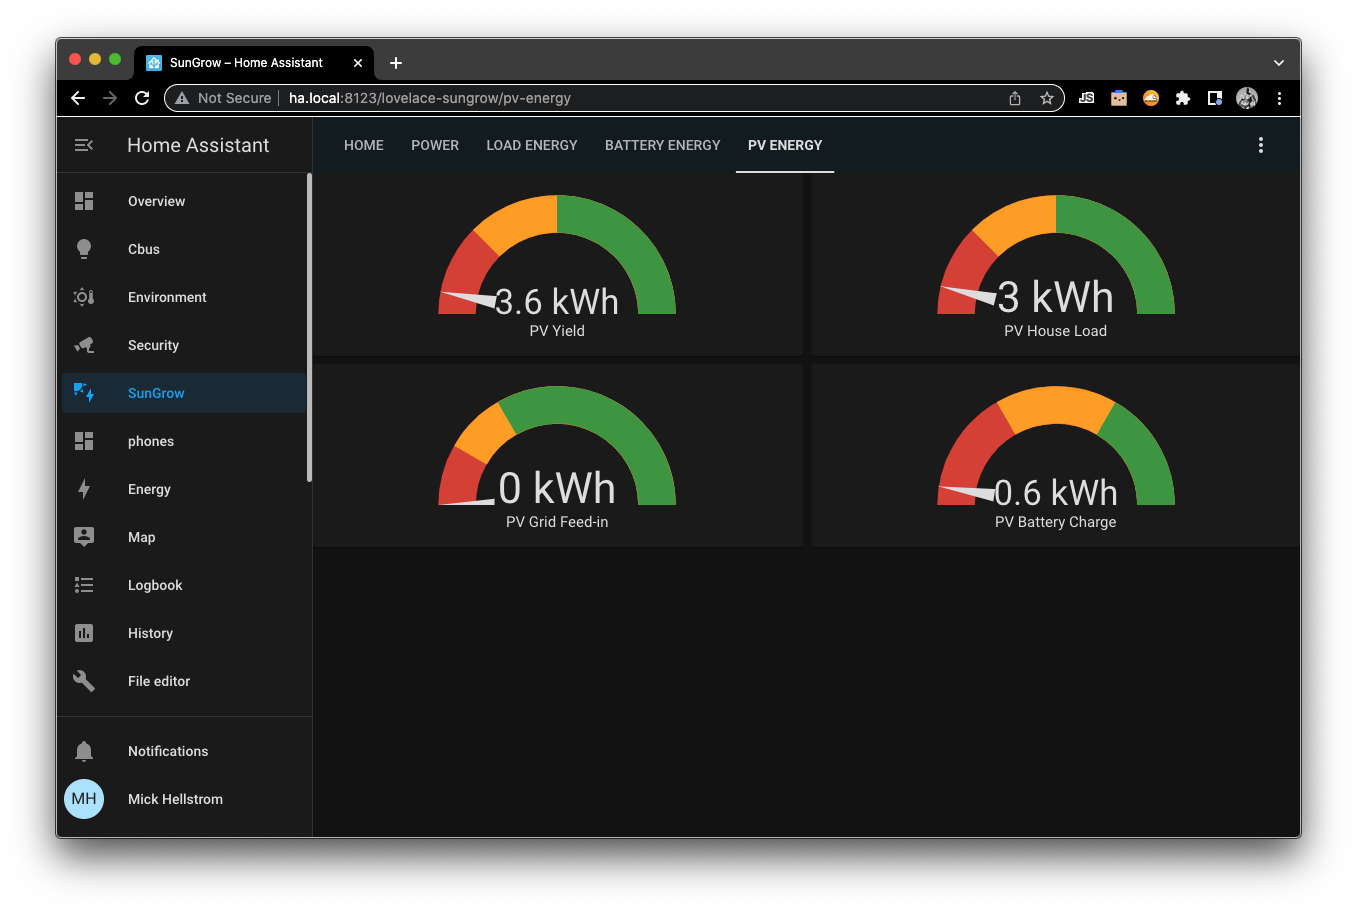 SunGrow – Home Assistant
Not Secure
ha.local:8123/lovelace-sungrow/pv-energy
JS
Home Assistant
HOME
POWER
LOAD ENERGY
BATTERY ENERGY
PV ENERGY
Overview
Cbus
Environment
Security
SunGrow
phones
Energy
Map
Logbook
History
File editor
Notifications
MH
Mick Hellstrom
3.6 kWh
PV Yield
3 kWh
PV House Load
0 kWh
PV Grid Feed-in
0.6 kWh
PV Battery Charge